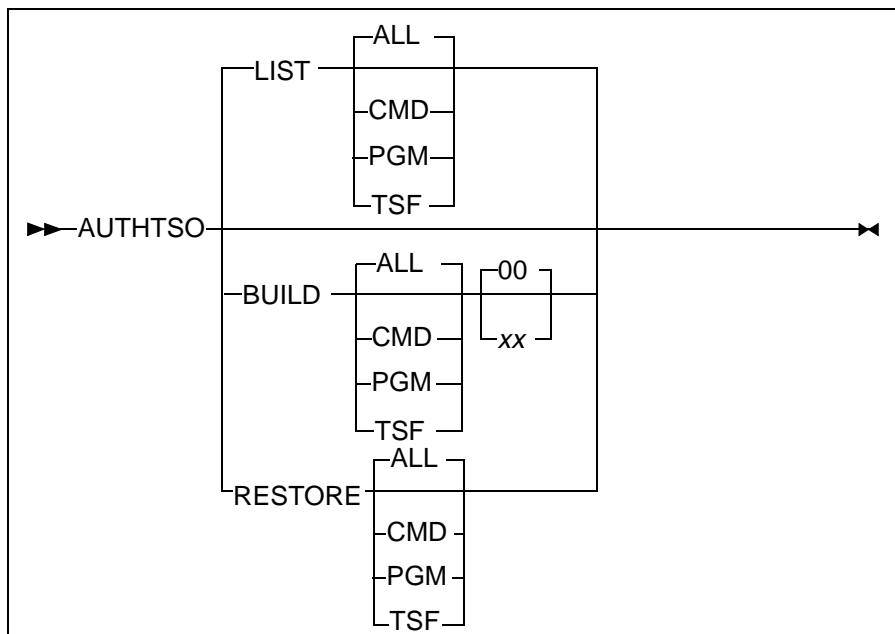 ALL
LIST
CMD
PGM
TSF
AUTHTSO
ALL
00
BUILD
CMD
xx
PGM
TSF
ALL
RESTORE
CMD
PGM
TSF